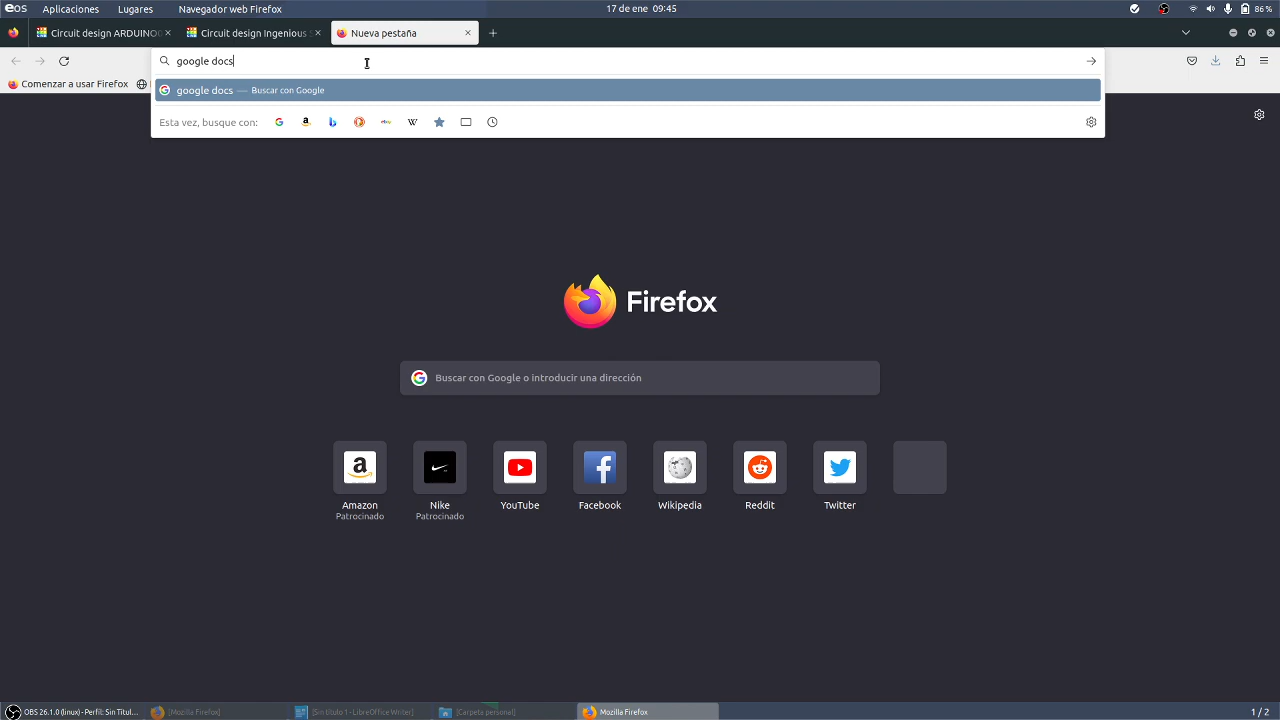 eos Aplicaciones Lugares Navegador web Firefox 17 de ene 09:45 86 %
Circuit design ARDUINO Circuit design Ingenious Nueva pestaña
google docs
Comenzar a usar Firefox
google docs — Buscar con Google
Esta vez, busque con:
Firefox
Buscar con Google o introducir una dirección
Amazon Nike YouTube Facebook Wikipedia Reddit Twitter
Patrocinado Patrocinado
OBS 26.1.0 (linux) - Perfil: Sin Títul... [Mozilla Firefox] [Sin título 1 - LibreOffice Writer] [Carpeta personal] Mozilla Firefox 1 / 2